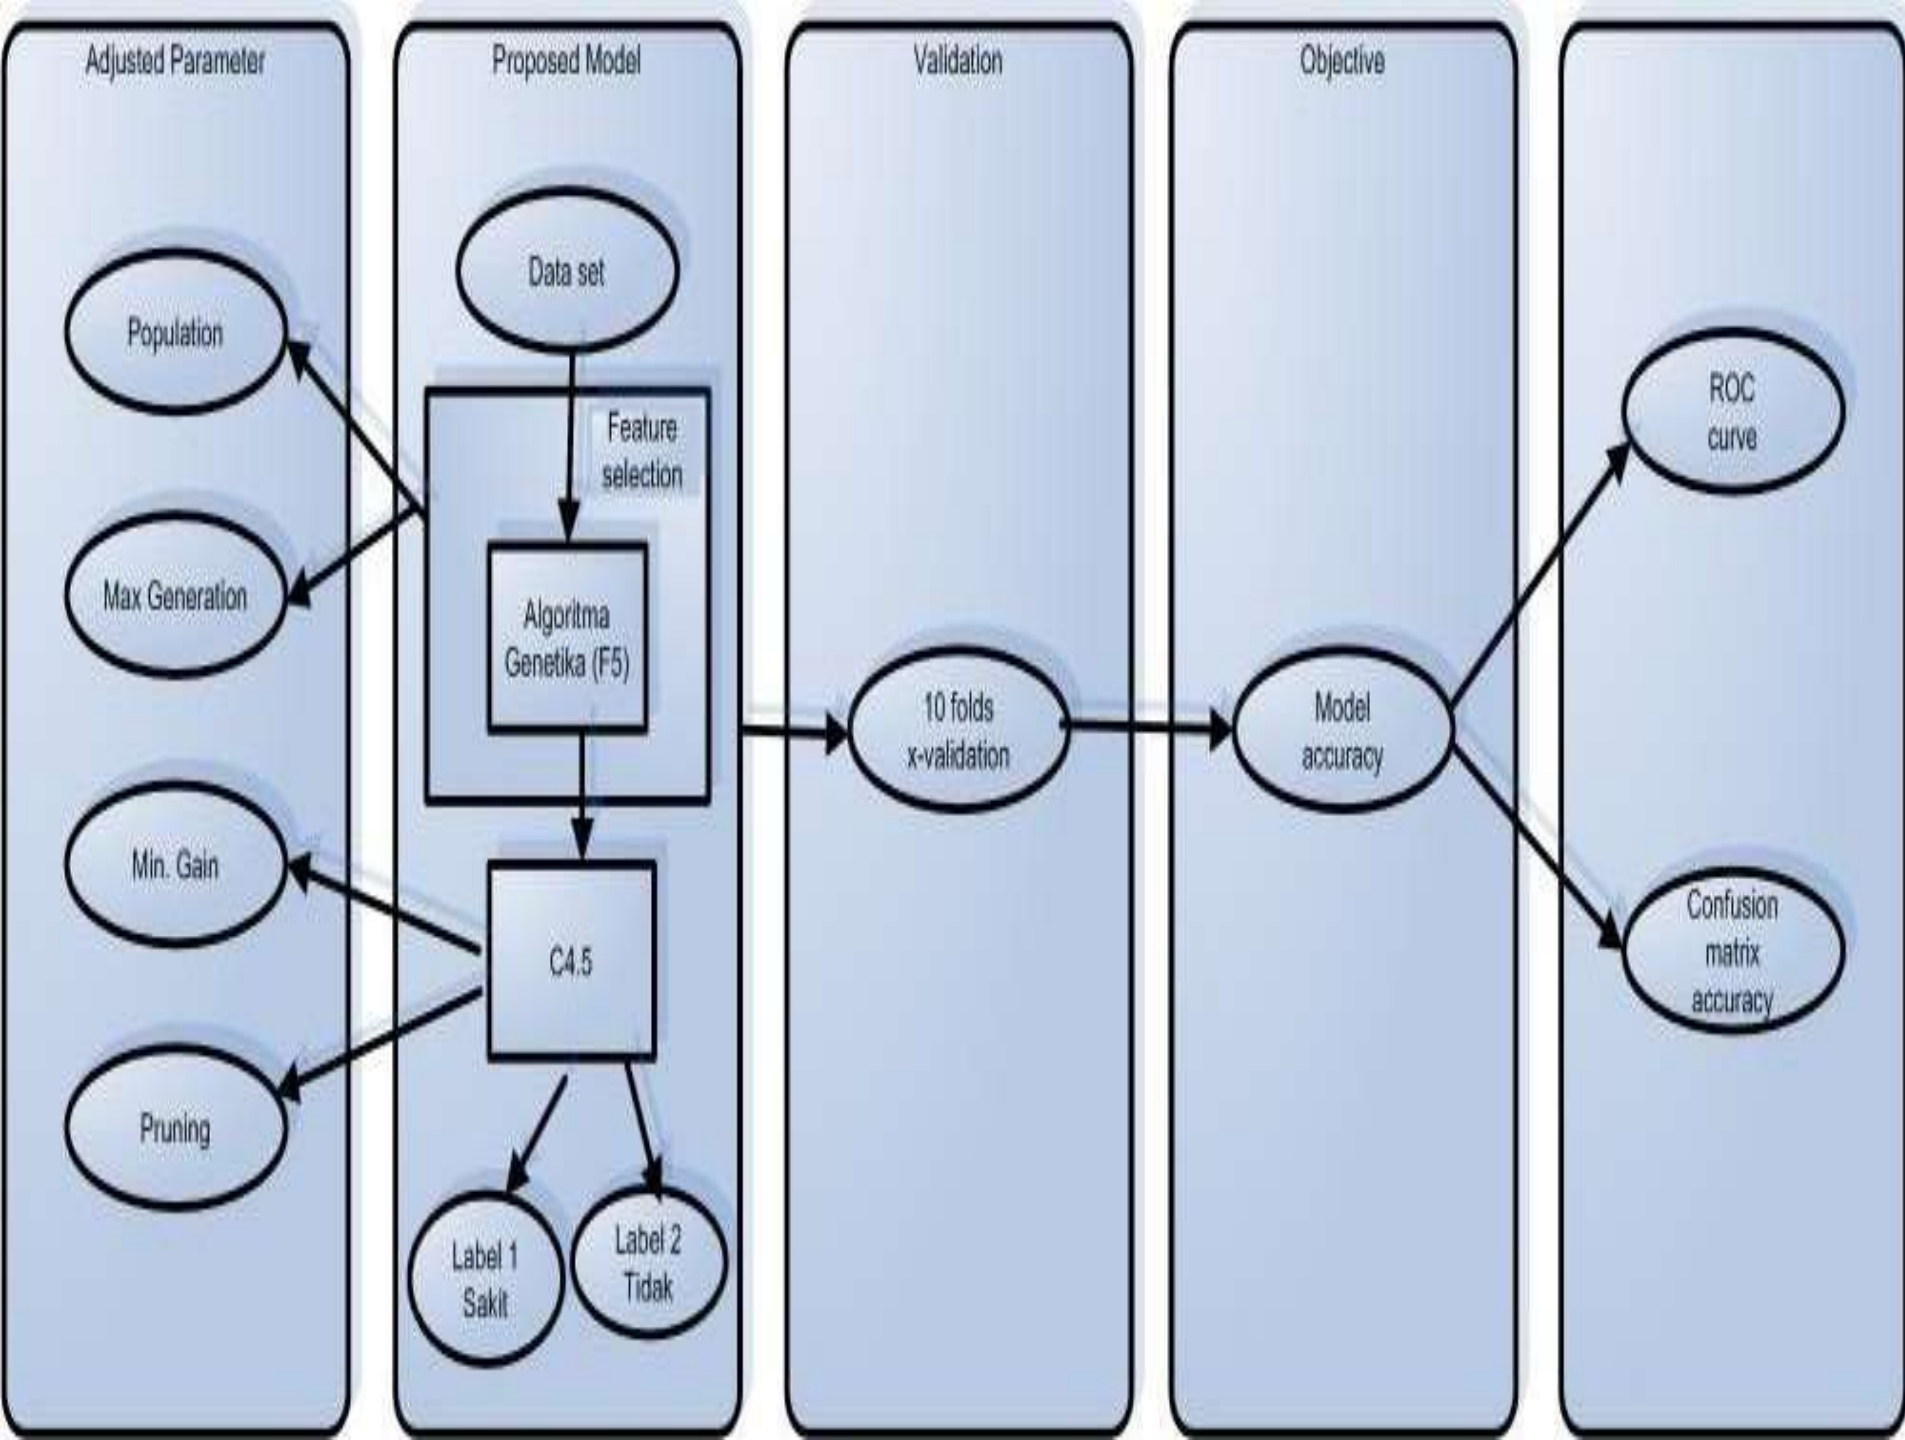 Adjusted Parameter
Population
Max Generation
Min. Gain
Pruning
Proposed Model
Data set
Feature
selection
Algoritma
Genetika (F5)
C4.5
Label 1
Sakit
Label 2
Tidak
Validation
10 folds
x-validation
Objective
Model
accuracy
ROC
curve
Confusion
matrix
accuracy